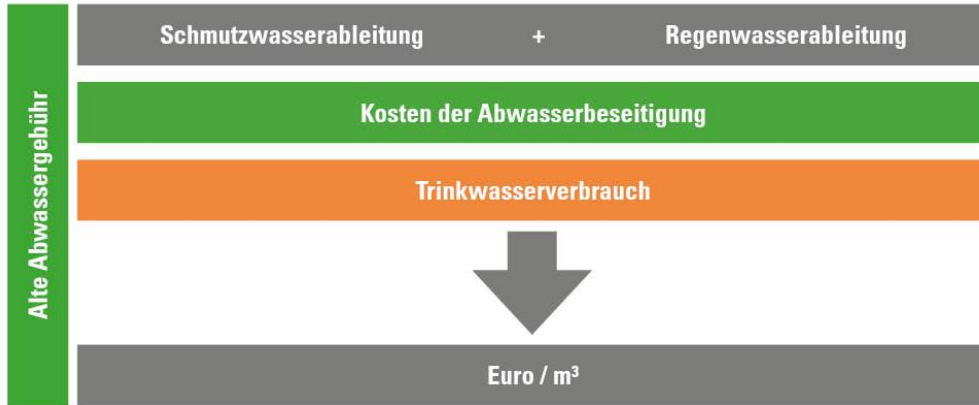 Alte Abwassergebühr
Schmutzwasserableitung + Regenwasserableitung
Kosten der Abwasserbeseitigung
Trinkwasserverbrauch
Euro / m³